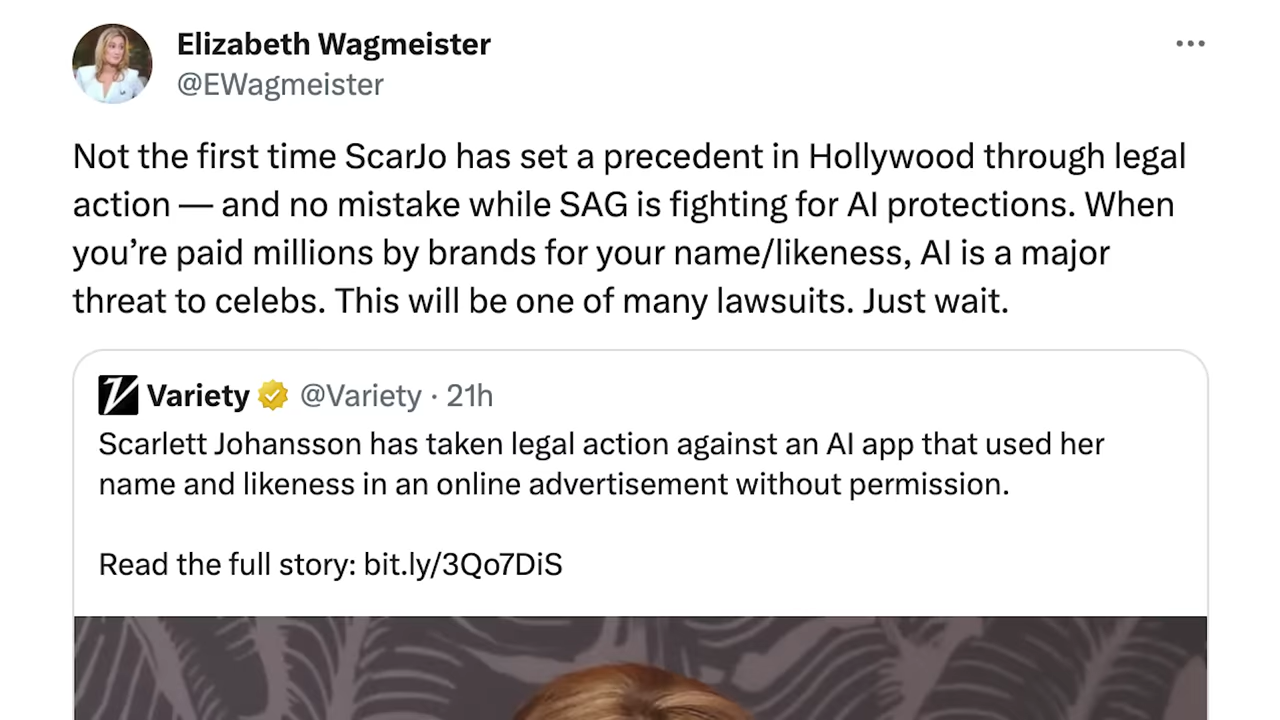 Elizabeth Wagmeister
@EWagmeister
Not the first time ScarJo has set a precedent in Hollywood through legal
action — and no mistake while SAG is fighting for AI protections. When
you’re paid millions by brands for your name/likeness, AI is a major
threat to celebs. This will be one of many lawsuits. Just wait.
Variety @Variety · 21h
Scarlett Johansson has taken legal action against an AI app that used her
name and likeness in an online advertisement without permission.
Read the full story: bit.ly/3Qo7DiS